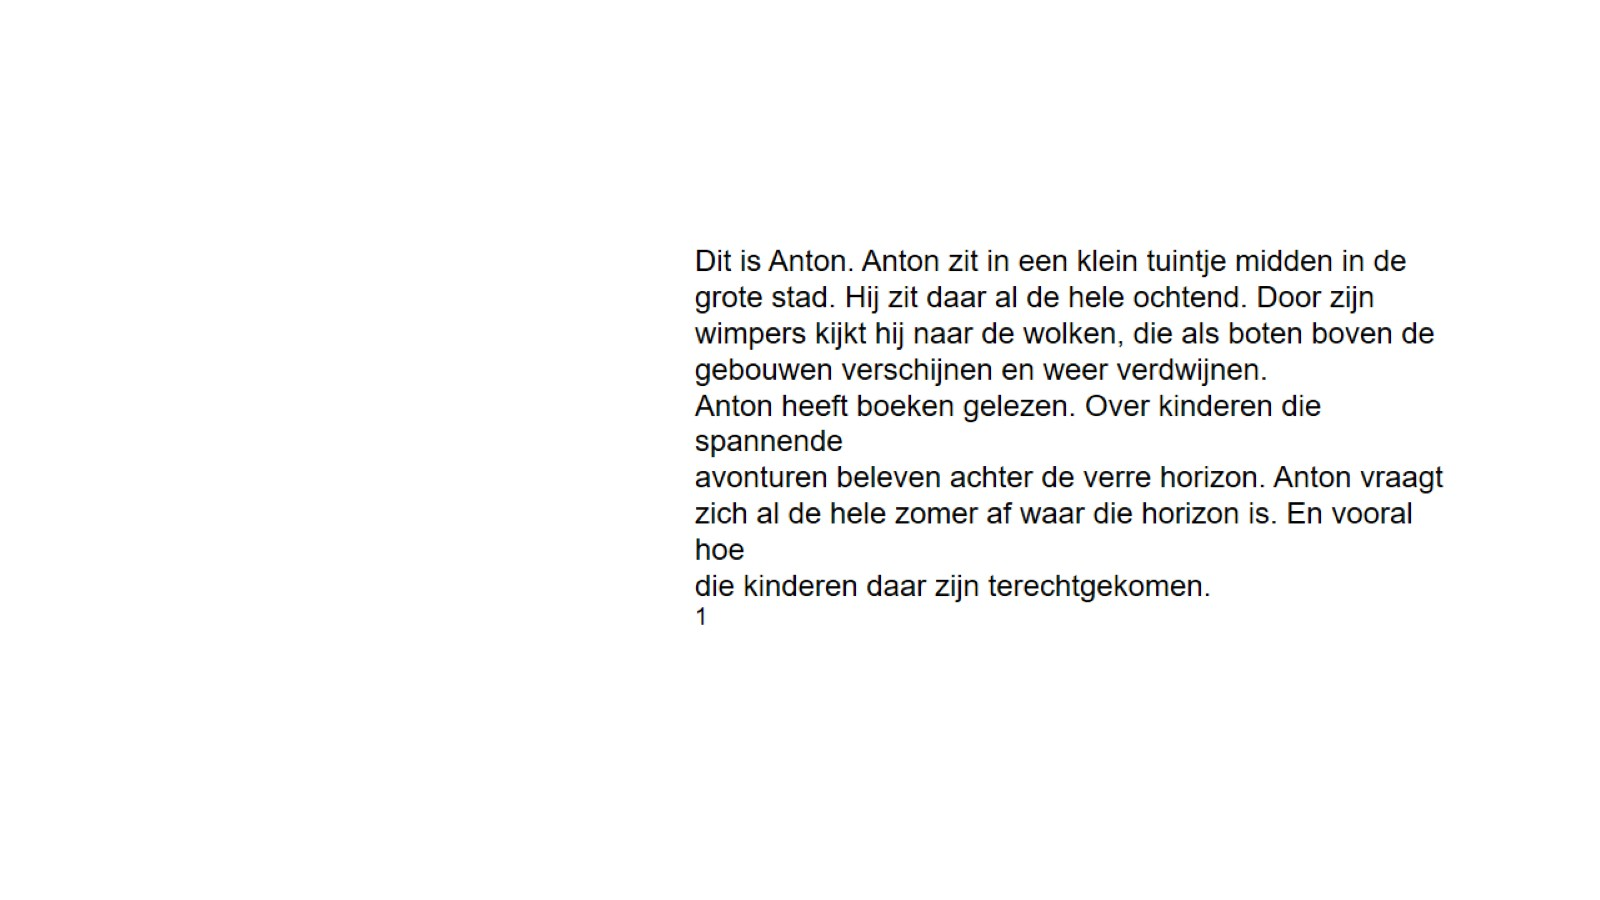 Dit is Anton. Anton zit in een klein tuintje midden in de
grote stad. Hij zit daar al de hele ochtend. Door zijn
wimpers kijkt hij naar de wolken, die als boten boven de
gebouwen verschijnen en weer verdwijnen.
Anton heeft boeken gelezen. Over kinderen die
spannende
avonturen beleven achter de verre horizon. Anton vraagt
zich al de hele zomer af waar die horizon is. En vooral
hoe
die kinderen daar zijn terechtgekomen.
1